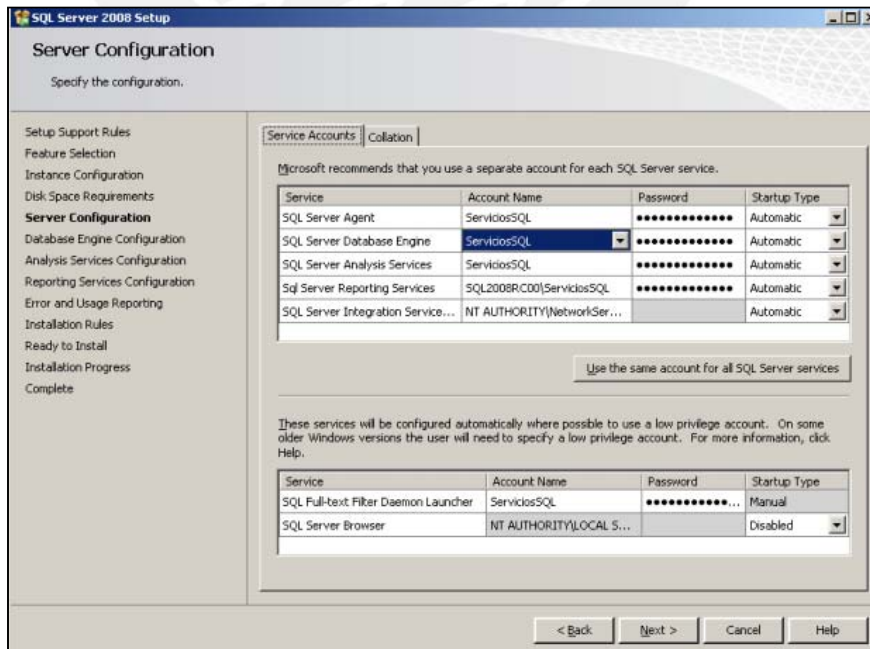 SQL Server 2008 Setup
Server Configuration
Specify the configuration.
Setup Support Rules
Feature Selection
Instance Configuration
Disk Space Requirements
Server Configuration
Database Engine Configuration
Analysis Services Configuration
Reporting Services Configuration
Error and Usage Reporting
Installation Rules
Ready to Install
Installation Progress
Complete
Service Accounts Collation
Microsoft recommends that you use a separate account for each SQL Server service.
Service Account Name Password Startup Type
SQL Server Agent ServiciosSQL ●●●●●●●●●●●●● Automatic
SQL Server Database Engine ServiciosSQL ●●●●●●●●●●●●● Automatic
SQL Server Analysis Services ServiciosSQL ●●●●●●●●●●●●● Automatic
Sql Server Reporting Services SQL2008RC00\ServiciosSQL ●●●●●●●●●●●●● Automatic
SQL Server Integration Service... NT AUTHORITY\NetworkSer... Automatic
Use the same account for all SQL Server services
These services will be configured automatically where possible to use a low privilege account. On some
older Windows versions the user will need to specify a low privilege account. For more information, click
Help.
Service Account Name Password Startup Type
SQL Full-text Filter Daemon Launcher ServiciosSQL ●●●●●●●●●●●... Manual
SQL Server Browser NT AUTHORITY\LOCAL S... Disabled
< Back Next > Cancel Help